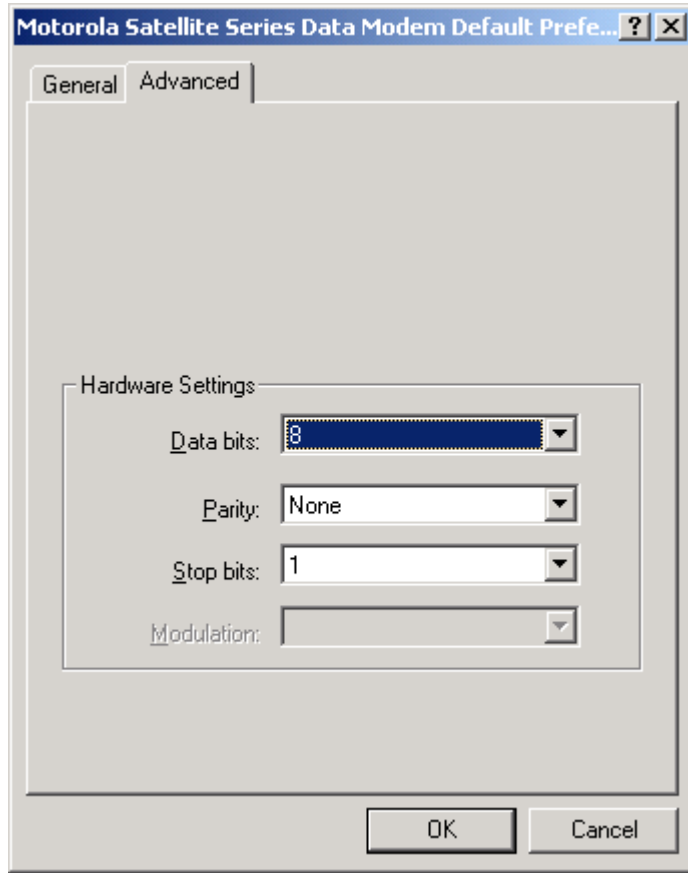 Motorola Satellite Series Data Modem Default Prefe...
General Advanced
Hardware Settings
Data bits: 8
Parity: None
Stop bits: 1
Modulation:
OK Cancel